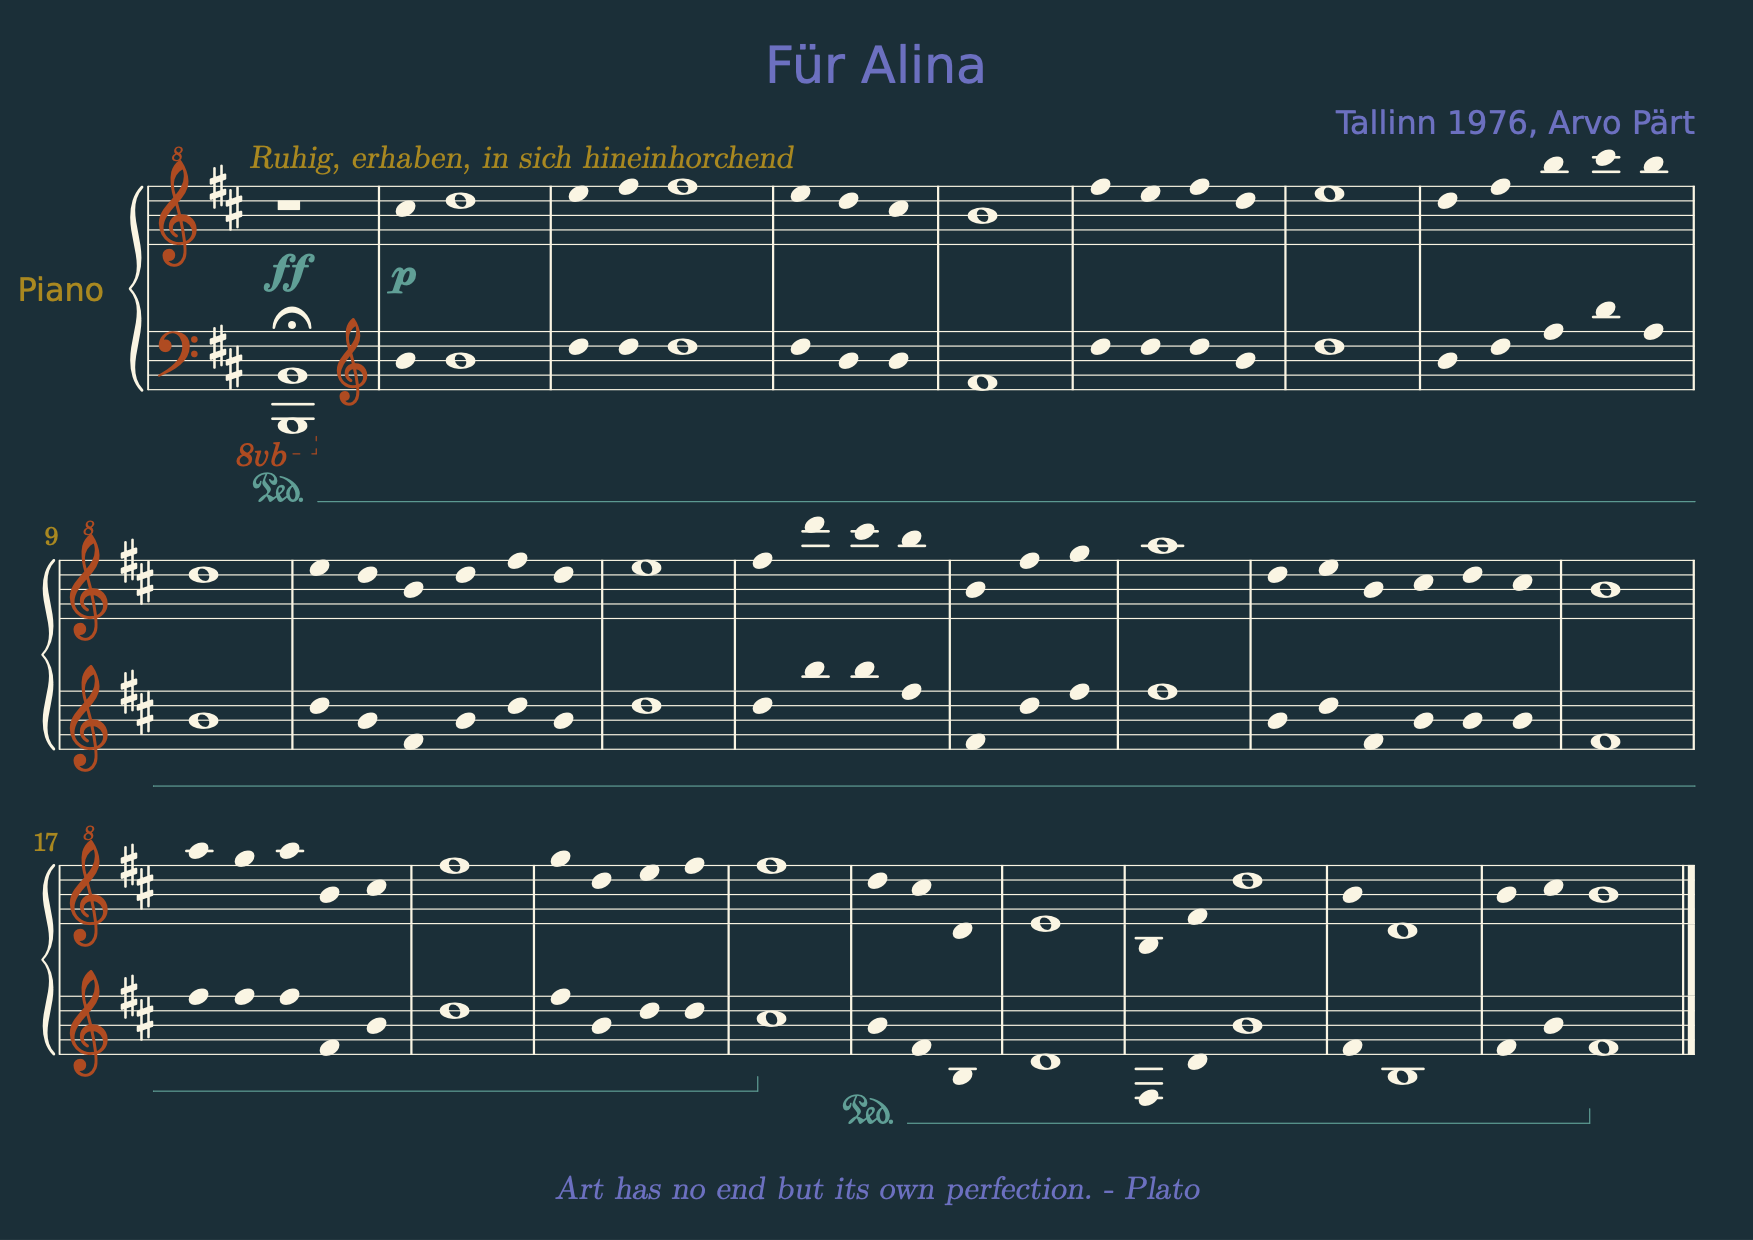 Für Alina
Tallinn 1976, Arvo Pärt
8
Ruhig, erhaben, in sich hineinhorchend
ff
p
Piano
8vb
Ped.
9
8
17
8
Ped.
Art has no end but its own perfection. - Plato